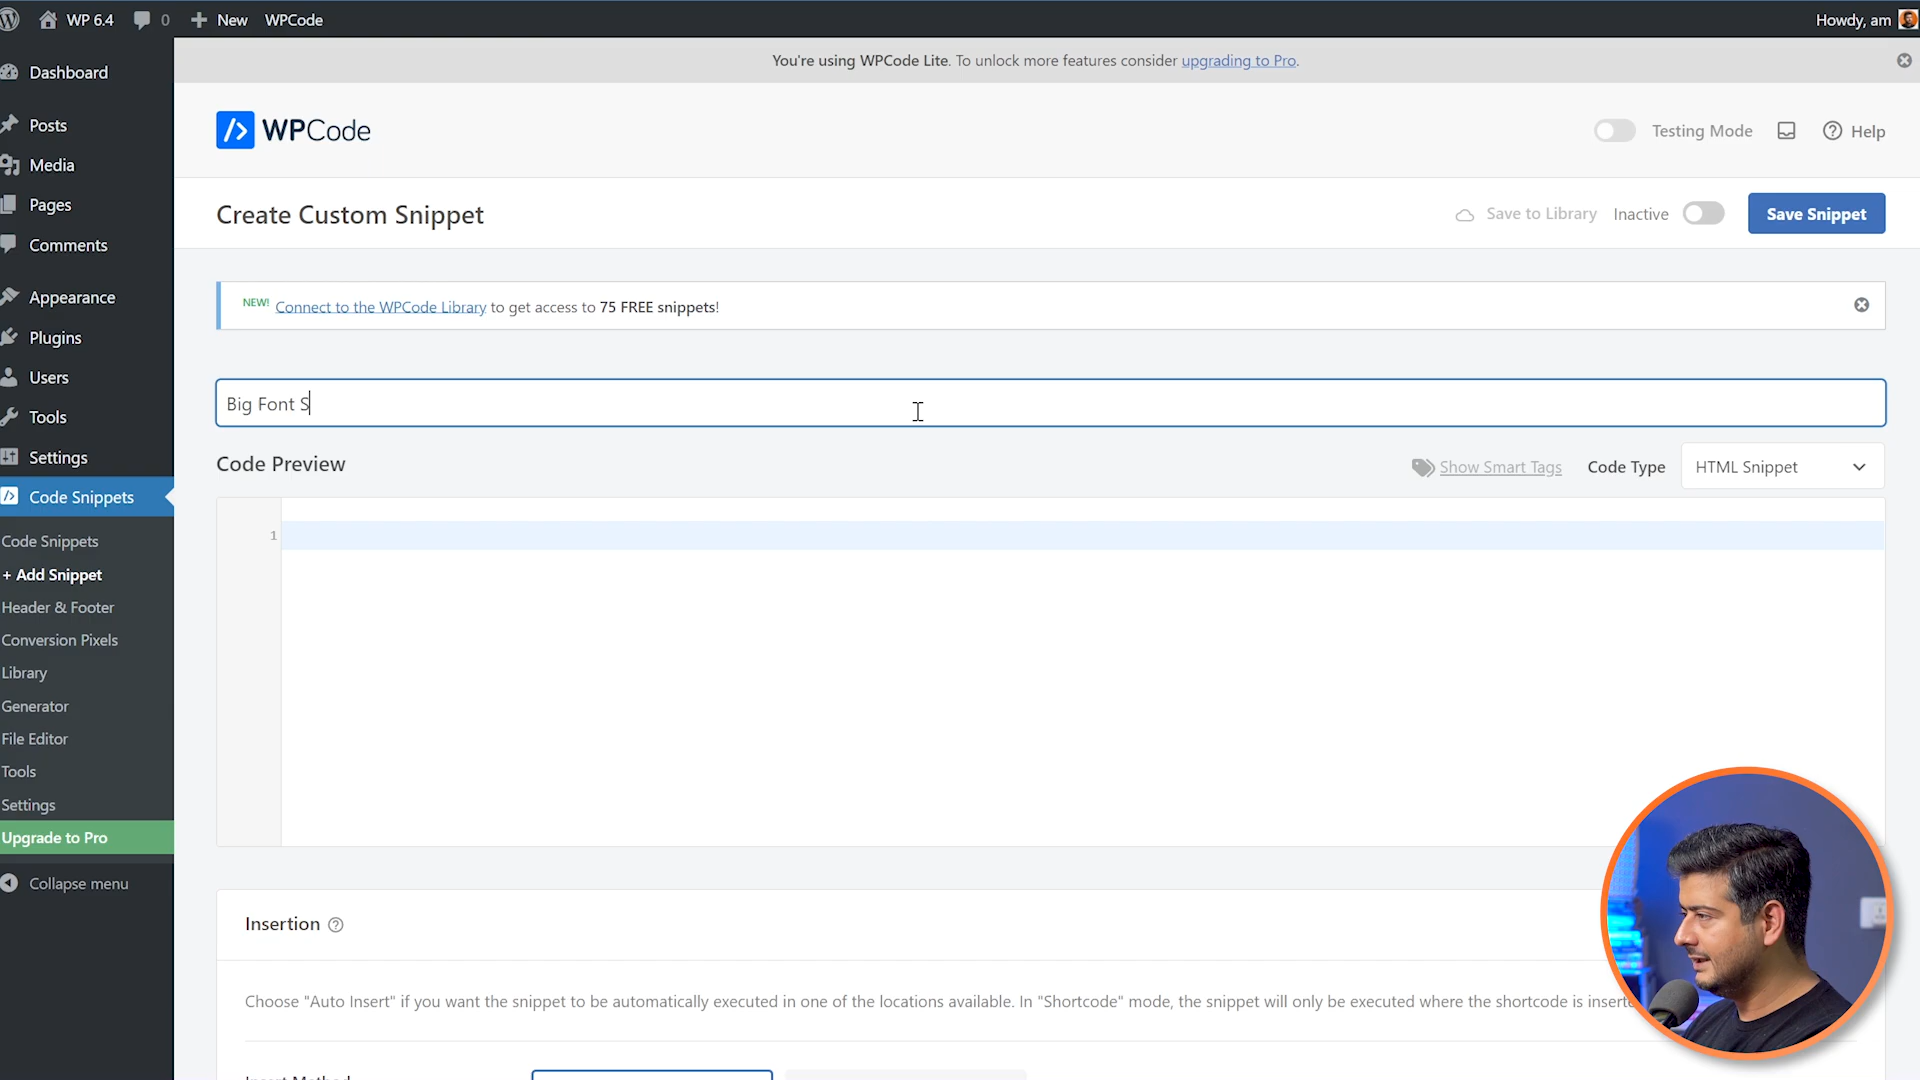 WP 6.4
0
New
WPCode
Howdy, am
Dashboard
Posts
Media
Pages
Comments
Appearance
Plugins
Users
Tools
Settings
Code Snippets
Code Snippets
+ Add Snippet
Header & Footer
Conversion Pixels
Library
Generator
File Editor
Tools
Settings
Upgrade to Pro
Collapse menu
You're using WPCode Lite. To unlock more features consider upgrading to Pro.
WPCode
Testing Mode
Help
Create Custom Snippet
Save to Library
Inactive
Save Snippet
NEW! Connect to the WPCode Library to get access to 75 FREE snippets!
Big Font S
Code Preview
Show Smart Tags
Code Type
HTML Snippet
1
Insertion
Choose "Auto Insert" if you want the snippet to be automatically executed in one of the locations available. In "Shortcode" mode, the snippet will only be executed where the shortcode is